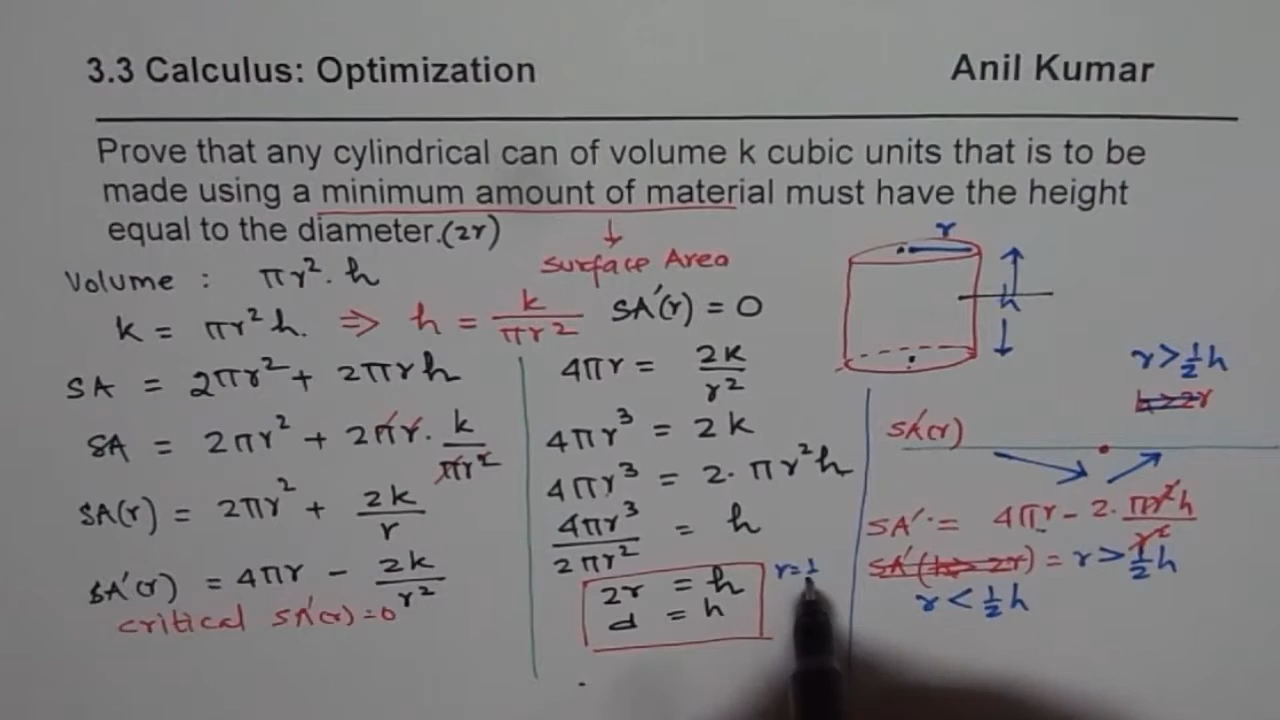 3.3 Calculus: Optimization
Anil Kumar
Prove that any cylindrical can of volume k cubic units that is to be
made using a minimum amount of material must have the height
equal to the diameter.(2r)
↓
Surface Area
Volume : πr²·h
k = πr²h. ⇒ h = k/πr²
SA = 2πr² + 2πrh
SA = 2πr² + 2πr · k/πr²
SA(r) = 2πr² + 2k/r
SA'(r) = 4πr - 2k/r²
critical SA'(r)=0
SA'(r) = 0
4πr = 2k/r²
4πr³ = 2k
4πr³ = 2·πr²h
4πr³/2πr² = h
2r = h
d = h
r=1
r
h
r>1/2h
h>2r
SA'(r)
SA' = 4πr - 2·πr²h/r²
SA'(h>2r) = r>1/2h
r<1/2h